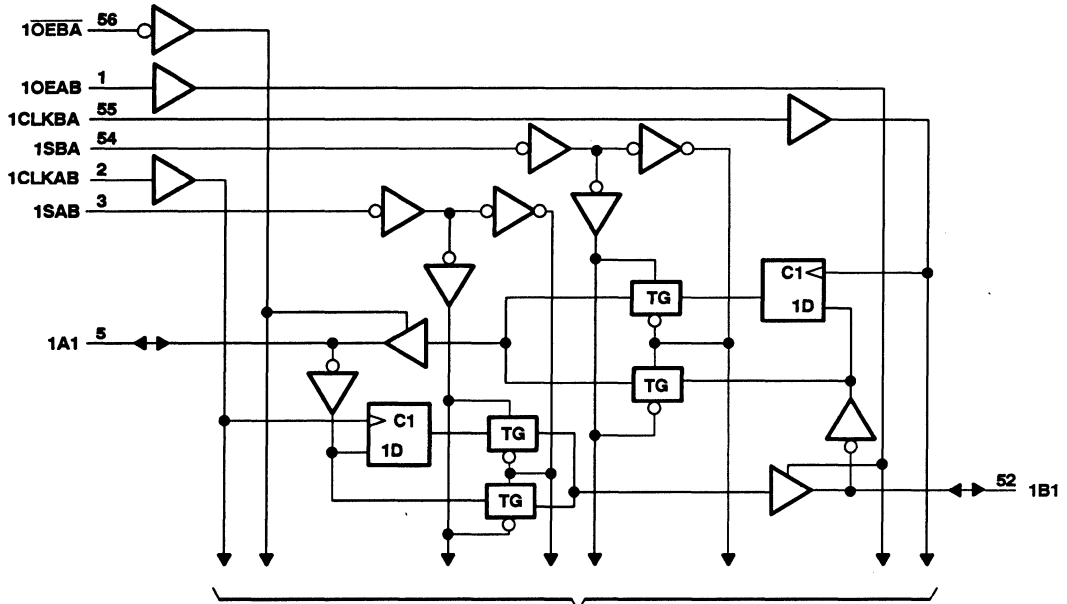 1O̅E̅B̅A̅ 56
1OEAB 1
1CLKBA 55
1SBA 54
1CLKAB 2
1SAB 3
C1
1D
TG
1A1 5
TG
C1
1D
TG
TG
52 1B1